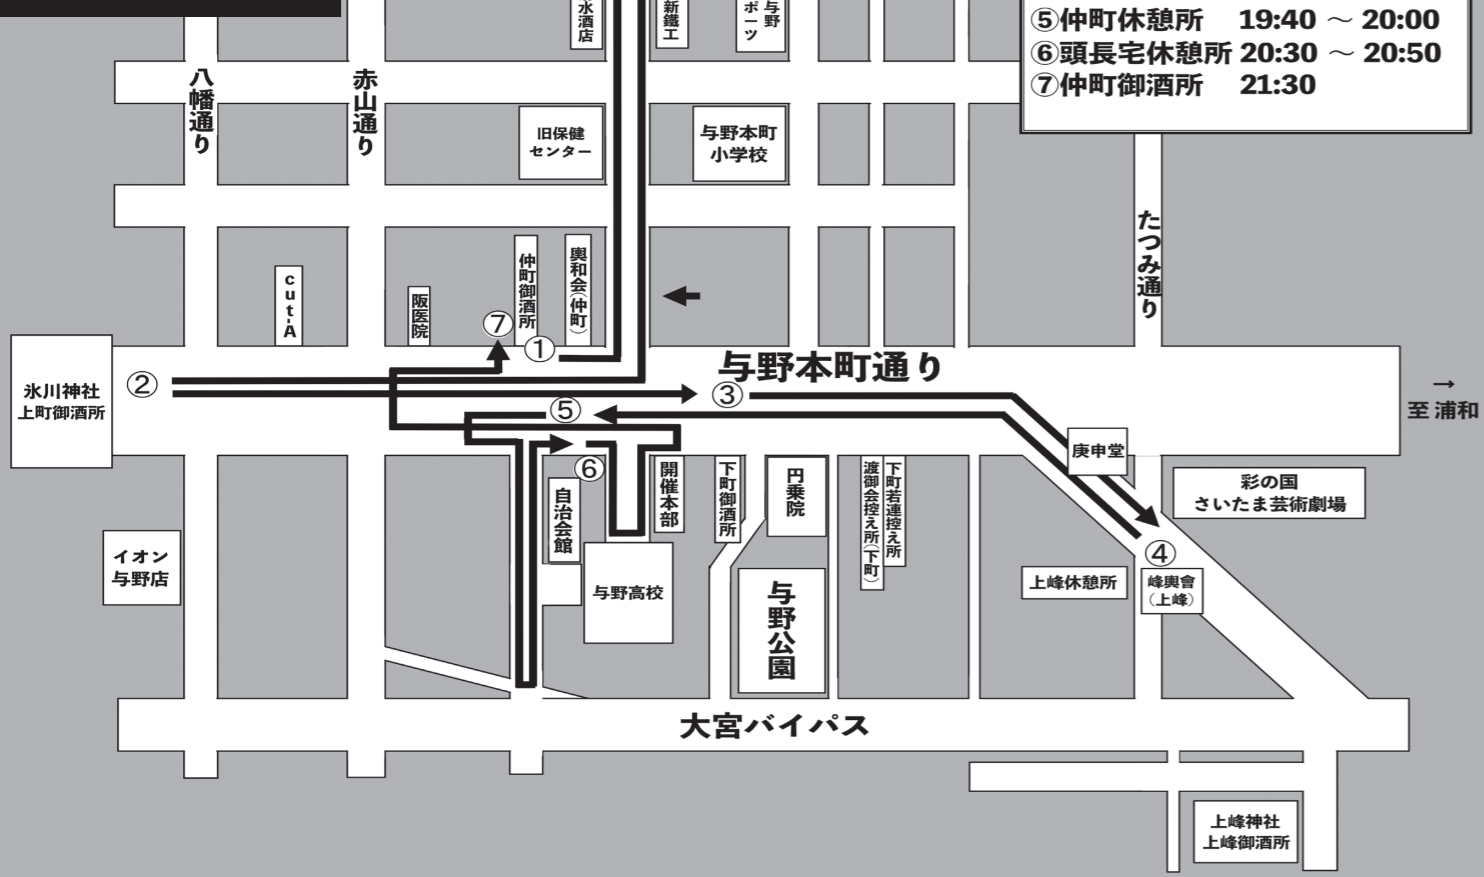 ⑤仲町休憩所 19:40 ～ 20:00
⑥頭長宅休憩所 20:30 ～ 20:50
⑦仲町御酒所 21:30
水酒店
新鐵工
与野
ポーツ
八幡通り
赤山通り
旧保健
センター
与野本町
小学校
たつみ通り
cut-A
阪医院
仲町御酒所
輿和会(仲町)
⑦
①
←
与野本町通り
氷川神社
上町御酒所
②
③
⑤
→
至 浦和
⑥
庚申堂
彩の国
さいたま芸術劇場
自治会館
開催本部
下町御酒所
円乗院
下町若連控え所
渡御会控え所(下町)
④
イオン
与野店
与野高校
与野公園
上峰休憩所
峰輿會
(上峰)
大宮バイパス
上峰神社
上峰御酒所